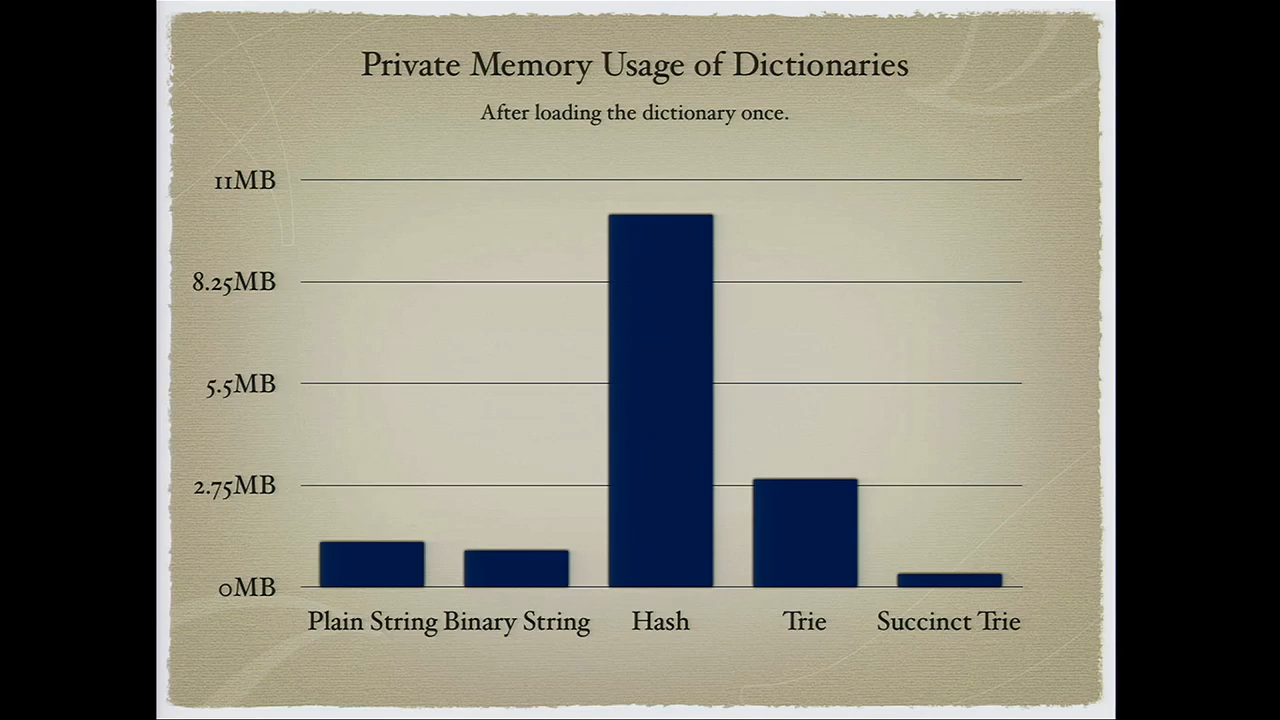 Private Memory Usage of Dictionaries
After loading the dictionary once.
11MB
8.25MB
5.5MB
2.75MB
0MB
Plain String Binary String Hash Trie Succinct Trie